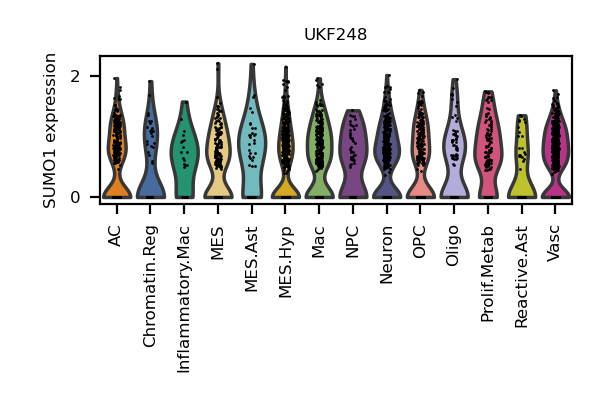 UKF248
SUMO1 expression
2
0
AC
Chromatin.Reg
Inflammatory.Mac
MES
MES.Ast
MES.Hyp
Mac
NPC
Neuron
OPC
Oligo
Prolif.Metab
Reactive.Ast
Vasc